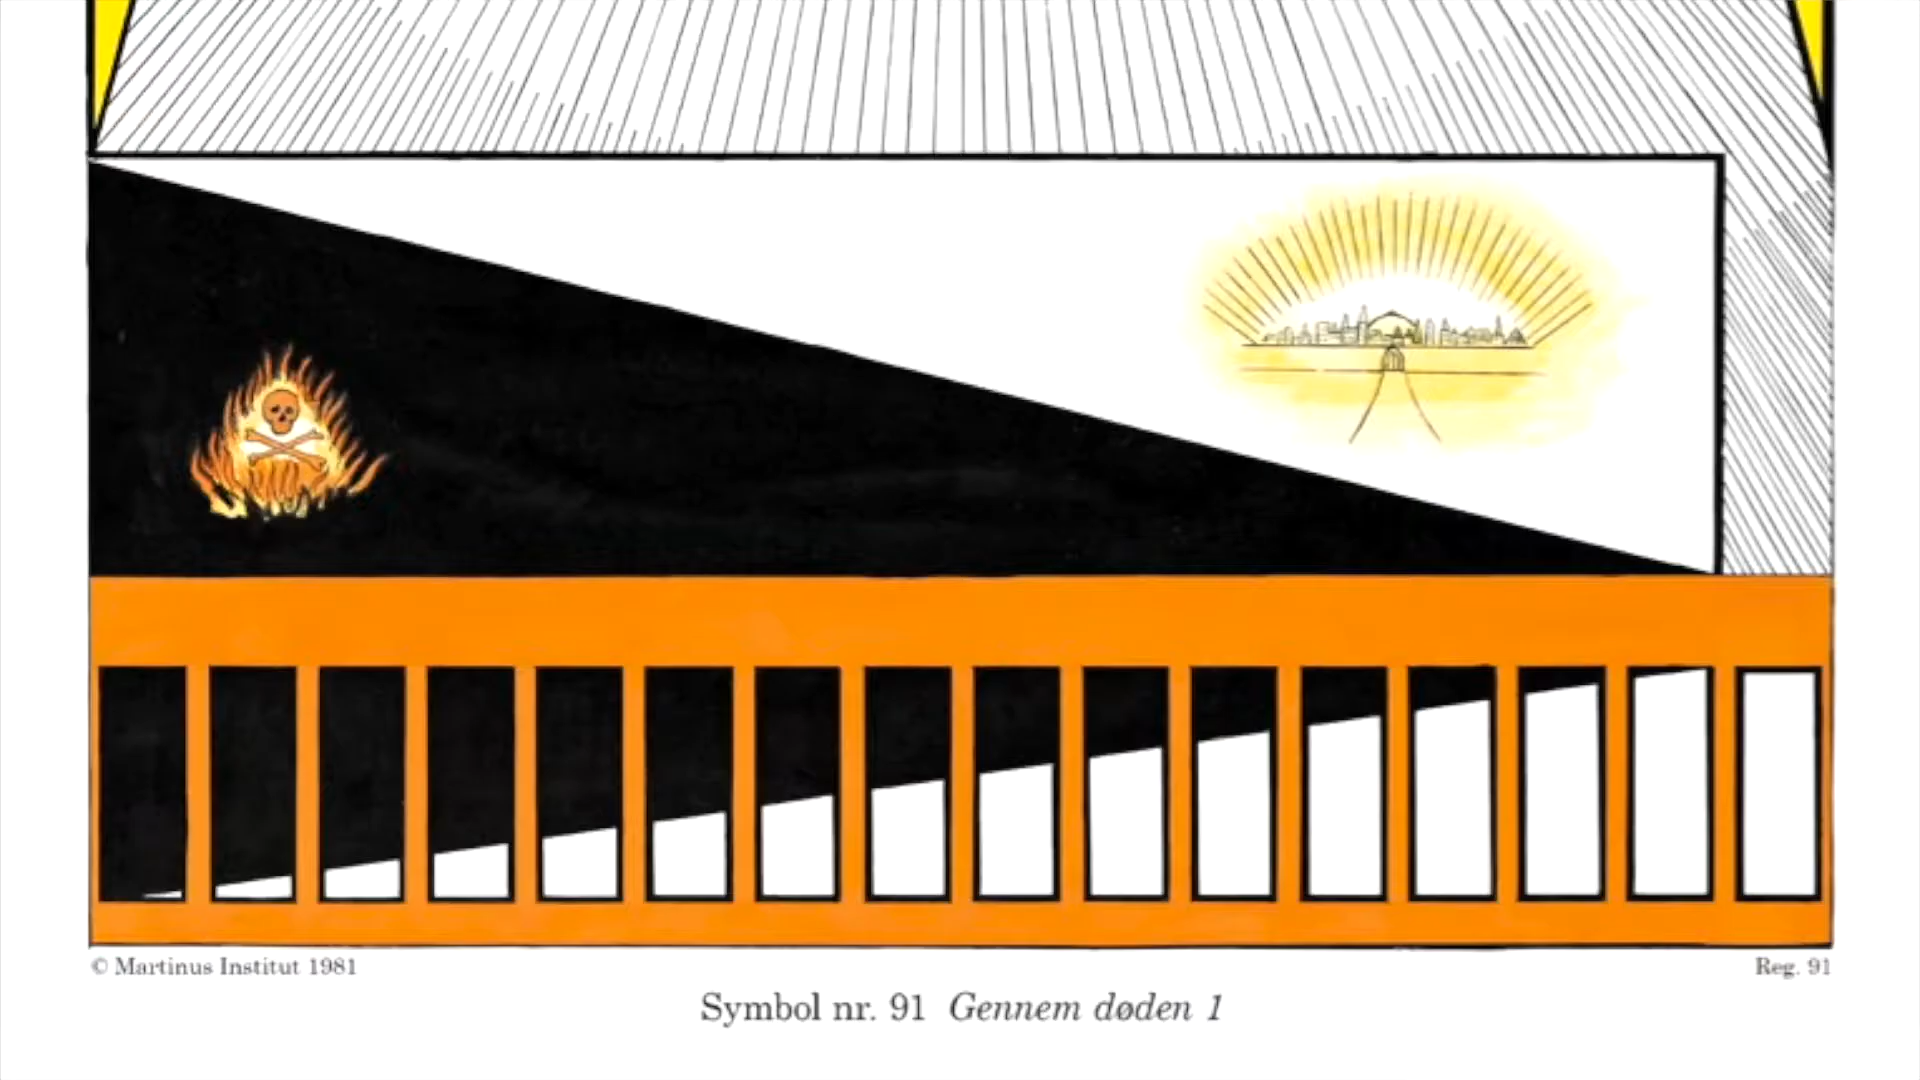 © Martinus Institut 1981
Reg. 91
Symbol nr. 91 Gennem døden 1